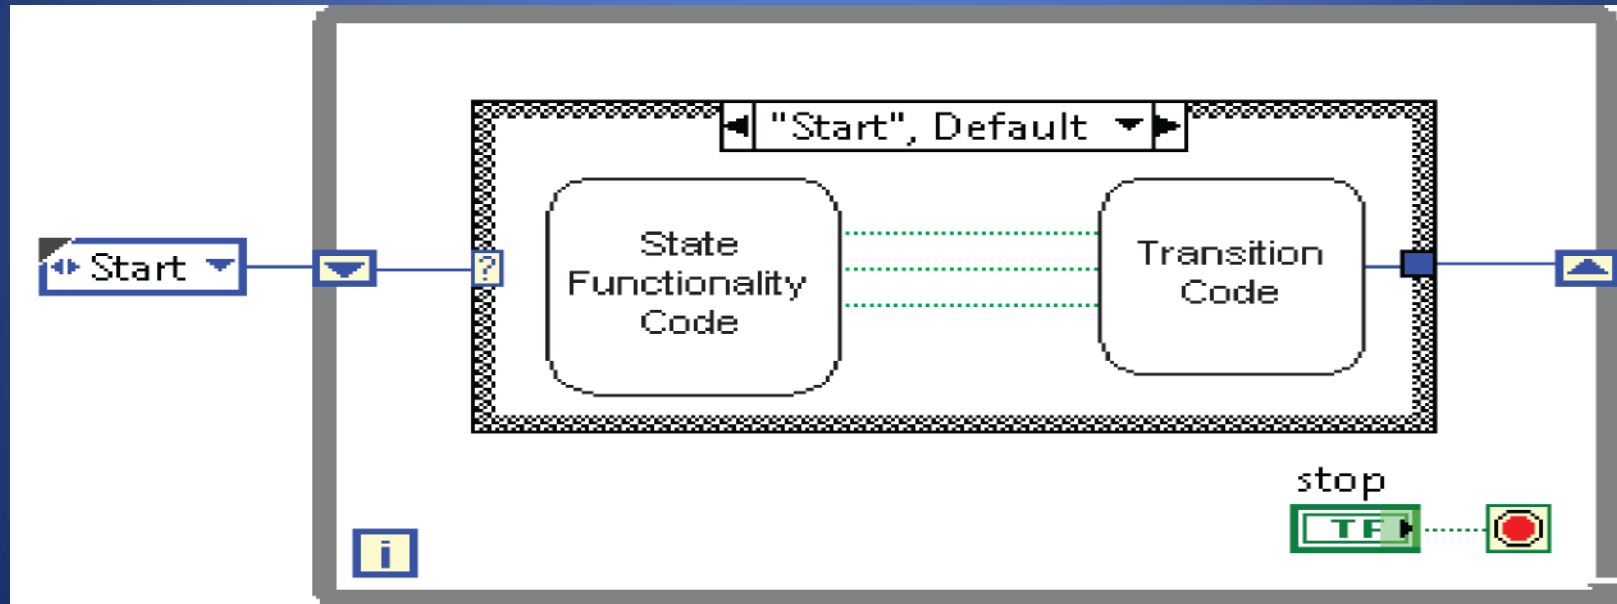 "Start", Default
Start
?
State
Functionality
Code
Transition
Code
stop
TF
i